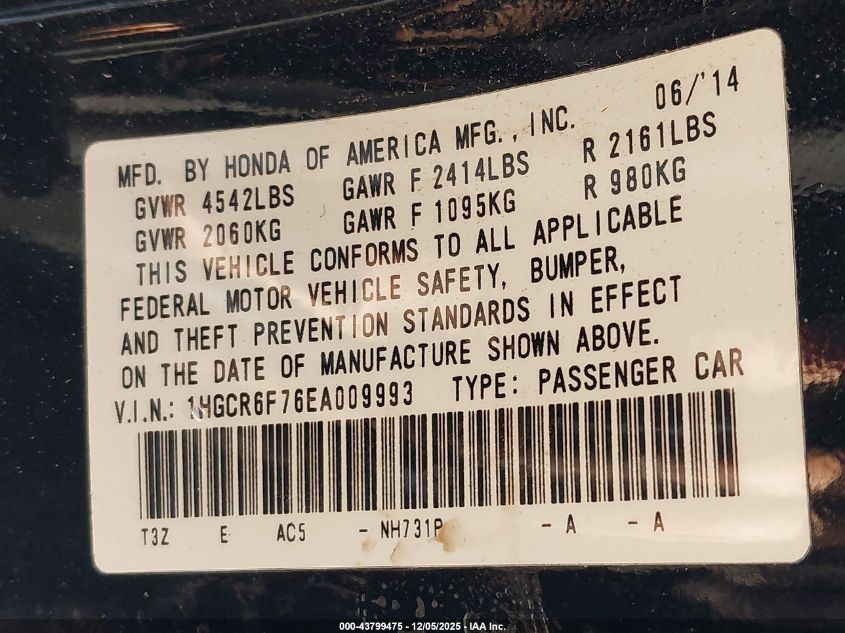 06/'14
MFD. BY HONDA OF AMERICA MFG., INC.
GVWR 4542LBS GAWR F 2414LBS R 2161LBS
GVWR 2060KG GAWR F 1095KG R 980KG
THIS VEHICLE CONFORMS TO ALL APPLICABLE
FEDERAL MOTOR VEHICLE SAFETY, BUMPER,
AND THEFT PREVENTION STANDARDS IN EFFECT
ON THE DATE OF MANUFACTURE SHOWN ABOVE.
V.I.N.: 1HGCR6F76EA009993 TYPE: PASSENGER CAR
T3Z E AC5 - NH731P - A - A
000-43799475 - 12/05/2025 - IAA Inc.